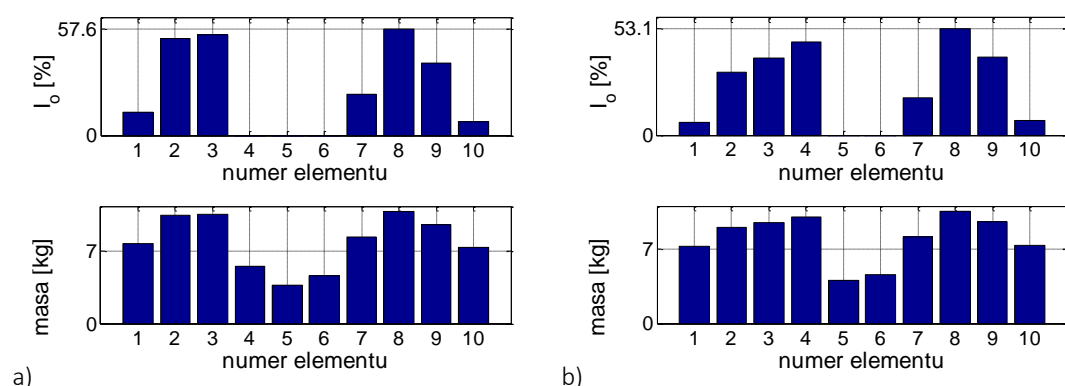 57.6
I_o [%]
0
1 2 3 4 5 6 7 8 9 10
numer elementu
7
masa [kg]
0
1 2 3 4 5 6 7 8 9 10
numer elementu
a)
53.1
I_o [%]
0
1 2 3 4 5 6 7 8 9 10
numer elementu
7
masa [kg]
0
1 2 3 4 5 6 7 8 9 10
numer elementu
b)